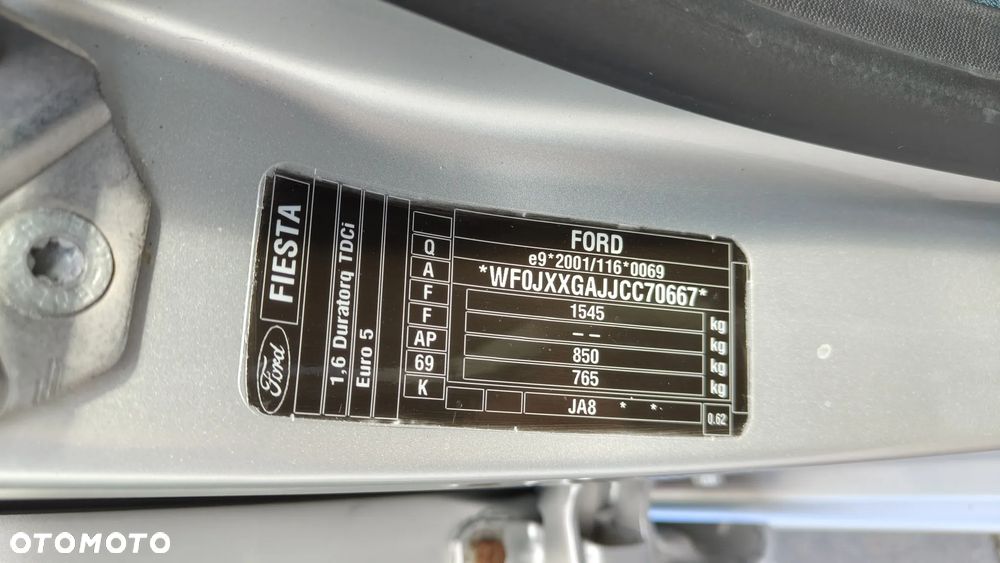 Ford
FIESTA
1,6 Duratorq TDCi
Euro 5
Q
A
F
F
AP
69
K
FORD
e9*2001/116*0069
*WF0JXXGAJJCC70667*
1545 kg
-- kg
850 kg
765 kg
JA8 * *
0.62
OTOMOTO